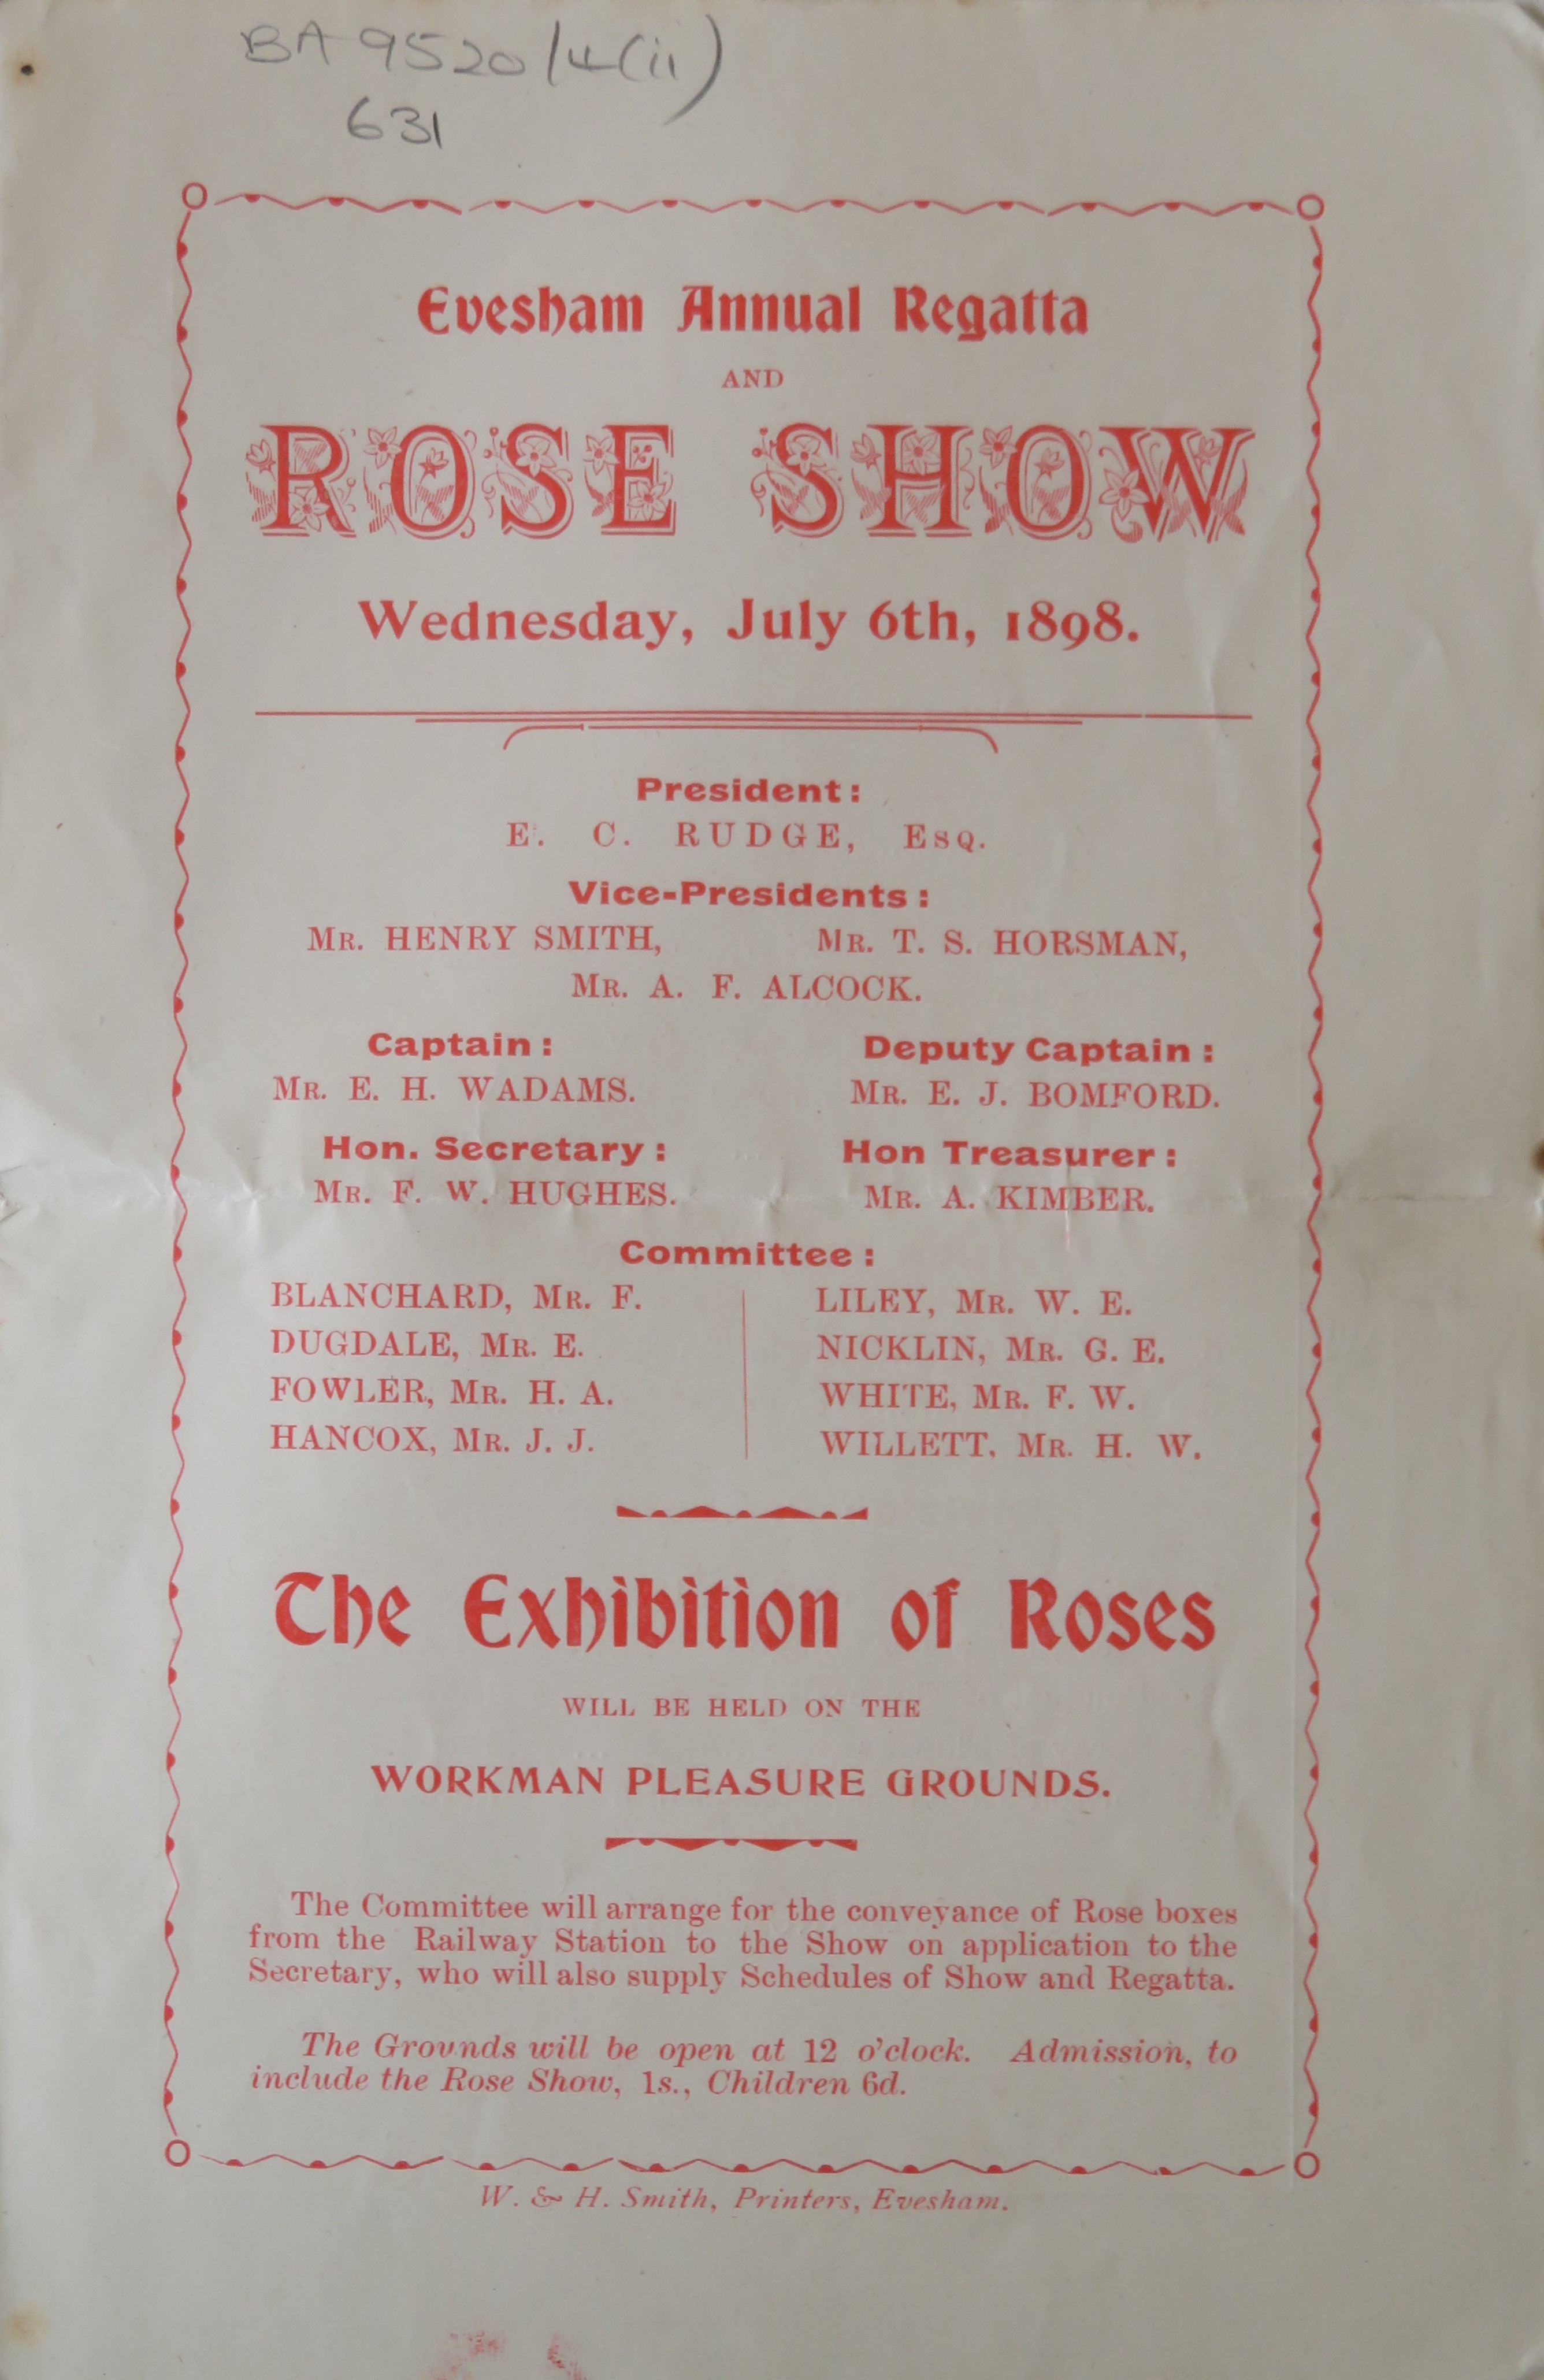 BA 9520/4(ii)
631
Evesham Annual Regatta
AND
ROSE SHOW
Wednesday, July 6th, 1898.
President:
E. C. RUDGE, ESQ.
Vice-Presidents:
MR. HENRY SMITH, MR. T. S. HORSMAN,
MR. A. F. ALCOCK.
Captain: Deputy Captain:
MR. E. H. WADAMS. MR. E. J. BOMFORD.
Hon. Secretary: Hon Treasurer:
MR. F. W. HUGHES. MR. A. KIMBER.
Committee:
BLANCHARD, MR. F. LILEY, MR. W. E.
DUGDALE, MR. E. NICKLIN, MR. G. E.
FOWLER, MR. H. A. WHITE, MR. F. W.
HANCOX, MR. J. J. WILLETT. MR. H. W.
The Exhibition of Roses
WILL BE HELD ON THE
WORKMAN PLEASURE GROUNDS.
The Committee will arrange for the conveyance of Rose boxes
from the Railway Station to the Show on application to the
Secretary, who will also supply Schedules of Show and Regatta.
The Grounds will be open at 12 o'clock. Admission, to
include the Rose Show, 1s., Children 6d.
W. & H. Smith, Printers, Evesham.